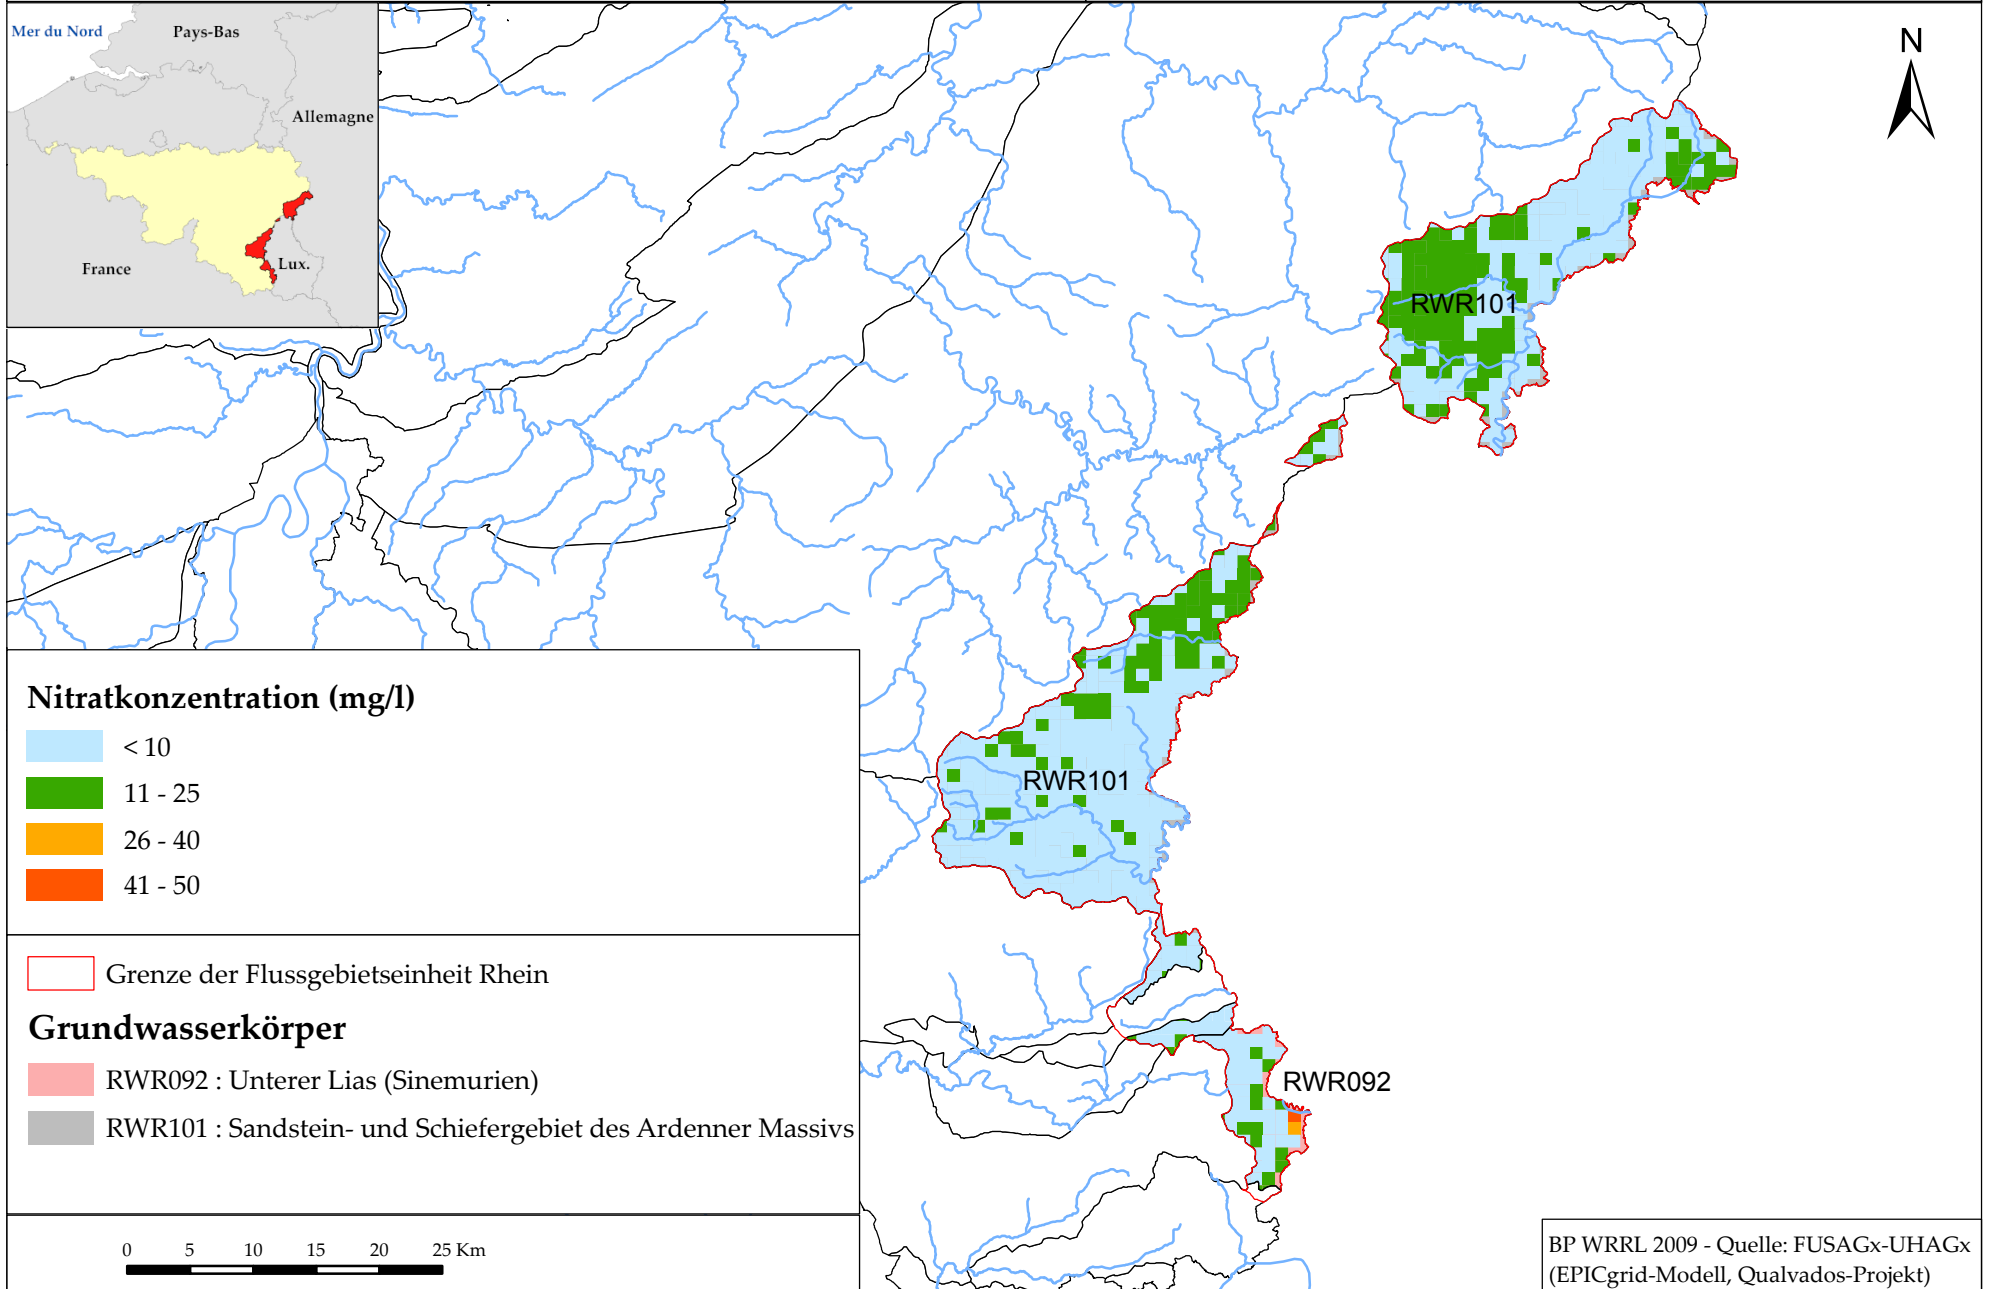 Mer du Nord
Pays-Bas
Allemagne
France
Lux.
N
RWR101
RWR101
RWR092
Nitratkonzentration (mg/l)
< 10
11 - 25
26 - 40
41 - 50
Grenze der Flussgebietseinheit Rhein
Grundwasserkörper
RWR092 : Unterer Lias (Sinemurien)
RWR101 : Sandstein- und Schiefergebiet des Ardenner Massivs
0 5 10 15 20 25 Km
BP WRRL 2009 - Quelle: FUSAGx-UHAGx
(EPICgrid-Modell, Qualvados-Projekt)